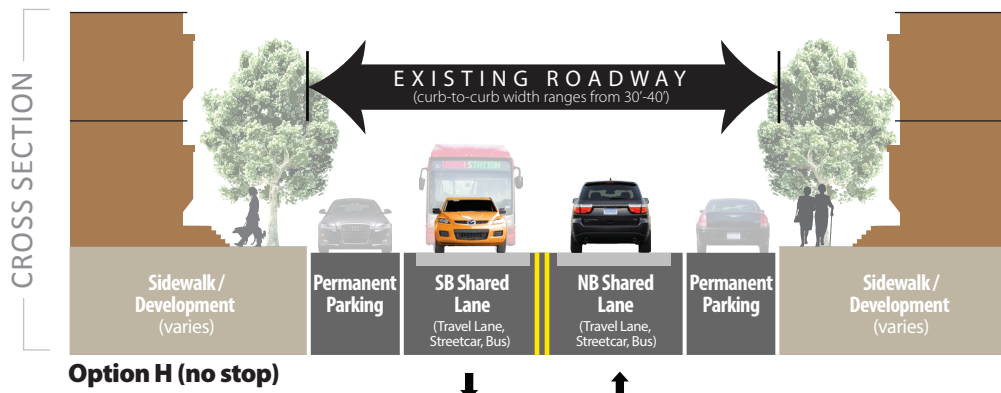 CROSS SECTION
EXISTING ROADWAY
(curb-to-curb width ranges from 30’-40’)
STATION
Sidewalk /
Development
(varies)
Permanent
Parking
SB Shared
Lane
(Travel Lane,
Streetcar, Bus)
NB Shared
Lane
(Travel Lane,
Streetcar, Bus)
Permanent
Parking
Sidewalk /
Development
(varies)
Option H (no stop)